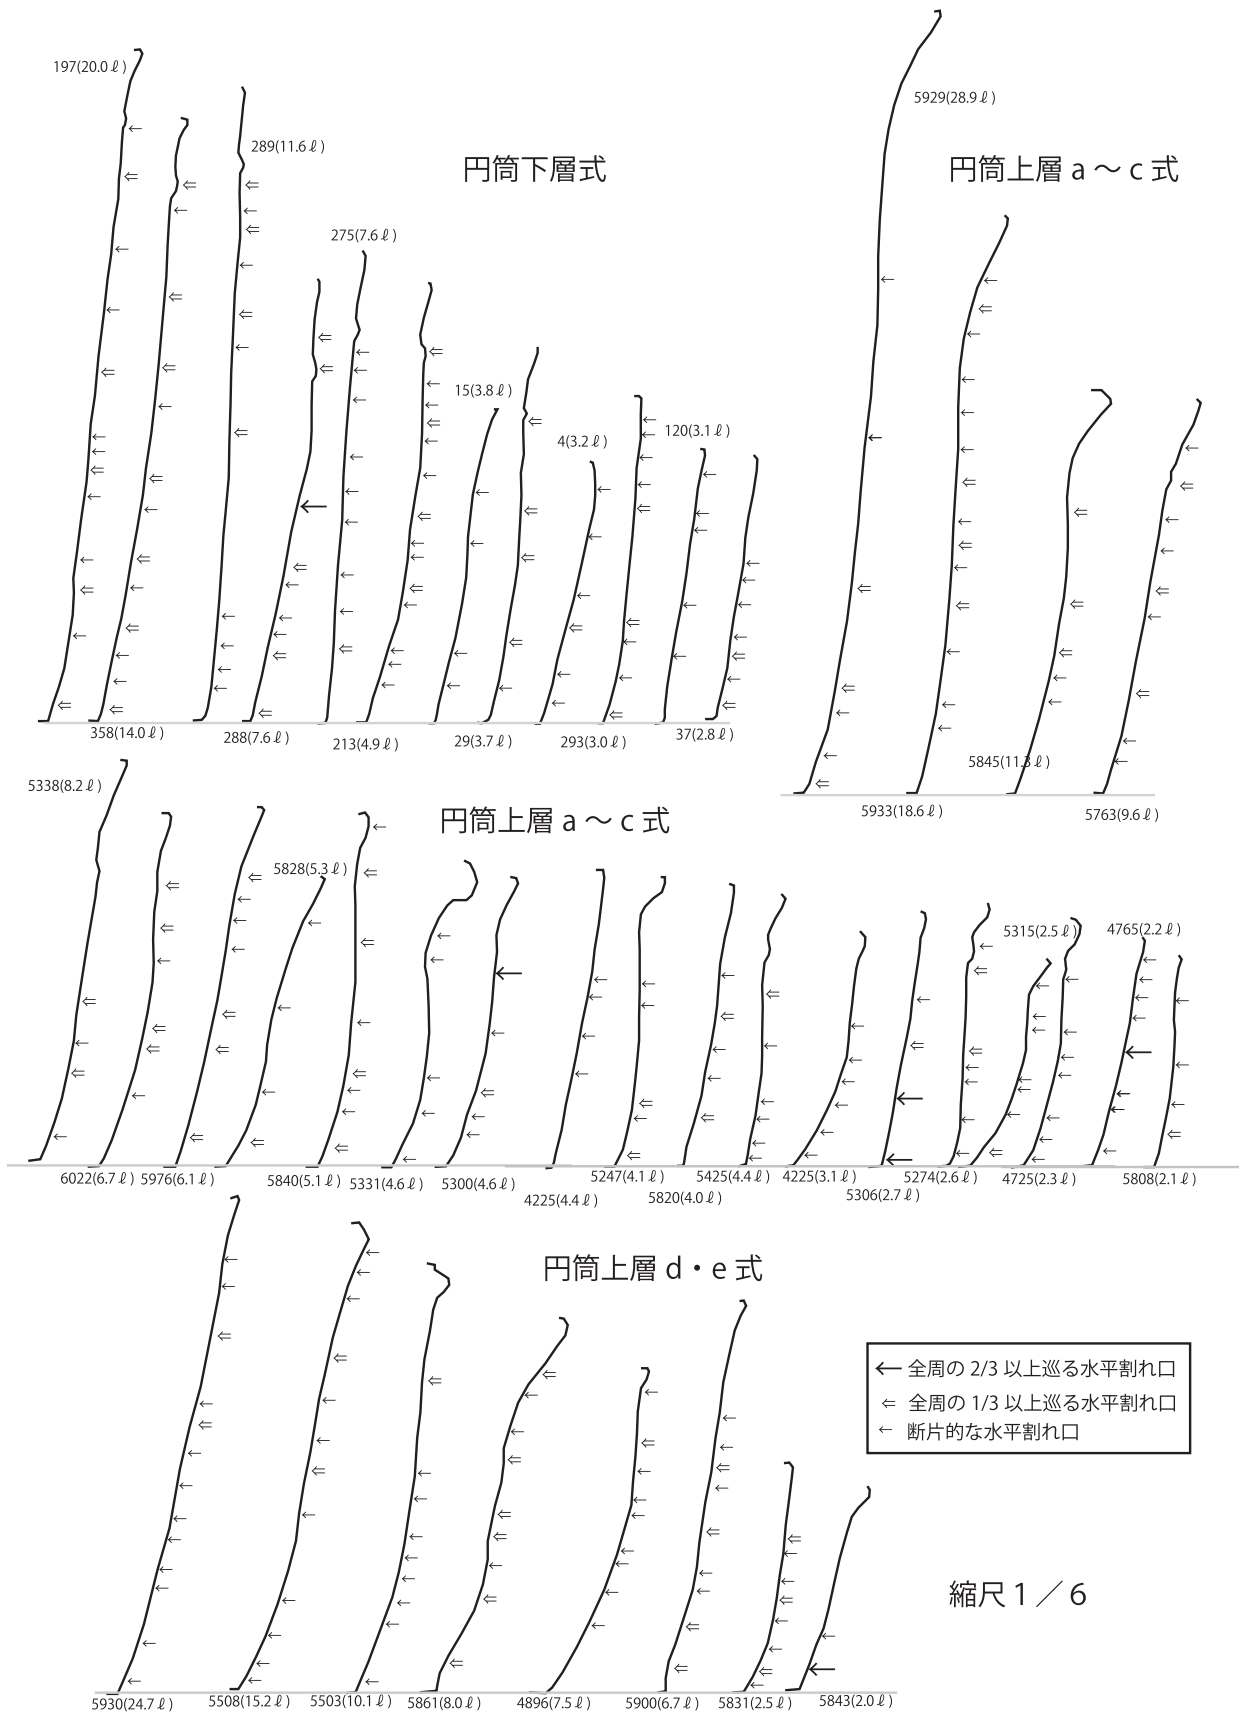 197(20.0ℓ)
289(11.6ℓ)
275(7.6ℓ)
15(3.8ℓ)
4(3.2ℓ)
120(3.1ℓ)
円筒下層式
358(14.0ℓ)
288(7.6ℓ)
213(4.9ℓ)
29(3.7ℓ)
293(3.0ℓ)
37(2.8ℓ)
5929(28.9ℓ)
円筒上層 a ～ c 式
5845(11.3ℓ)
5933(18.6ℓ)
5763(9.6ℓ)
5338(8.2ℓ)
円筒上層 a ～ c 式
5828(5.3ℓ)
5315(2.5ℓ)
4765(2.2ℓ)
6022(6.7ℓ)
5976(6.1ℓ)
5840(5.1ℓ)
5331(4.6ℓ)
5300(4.6ℓ)
4225(4.4ℓ)
5247(4.1ℓ)
5820(4.0ℓ)
5425(4.4ℓ)
4225(3.1ℓ)
5306(2.7ℓ)
5274(2.6ℓ)
4725(2.3ℓ)
5808(2.1ℓ)
円筒上層 d・e 式
←全周の 2/3 以上巡る水平割れ口
⇐ 全周の 1/3 以上巡る水平割れ口
← 断片的な水平割れ口
縮尺１／６
5930(24.7ℓ)
5508(15.2ℓ)
5503(10.1ℓ)
5861(8.0ℓ)
4896(7.5ℓ)
5900(6.7ℓ)
5831(2.5ℓ)
5843(2.0ℓ)